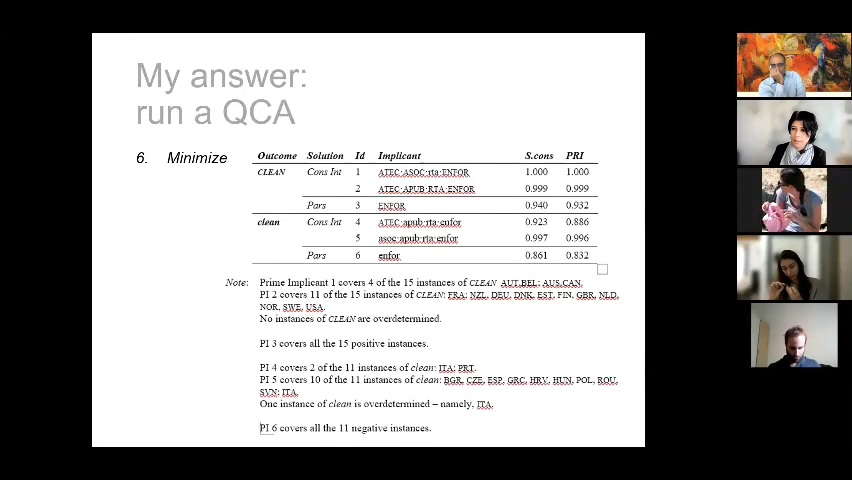 My answer:
run a QCA
6. Minimize
Outcome Solution Id Implicant S.cons PRI
CLEAN Cons Int 1 ATEC·ASOC·rta·ENFOR 1.000 1.000
2 ATEC·APUB·RTA·ENFOR 0.999 0.999
Pars 3 ENFOR 0.940 0.932
clean Cons Int 4 ATEC·apub·rta·enfor 0.923 0.886
5 asoc·apub·rta·enfor 0.997 0.996
Pars 6 enfor 0.861 0.832
Note: Prime Implicant 1 covers 4 of the 15 instances of CLEAN AUT,BEL; AUS,CAN.
PI 2 covers 11 of the 15 instances of CLEAN: FRA; NZL, DEU, DNK, EST, FIN, GBR, NLD,
NOR, SWE, USA.
No instances of CLEAN are overdetermined.
PI 3 covers all the 15 positive instances.
PI 4 covers 2 of the 11 instances of clean: ITA; PRT.
PI 5 covers 10 of the 11 instances of clean: BGR, CZE, ESP, GRC, HRV, HUN, POL, ROU,
SVN; ITA.
One instance of clean is overdetermined – namely, ITA.
PI 6 covers all the 11 negative instances.